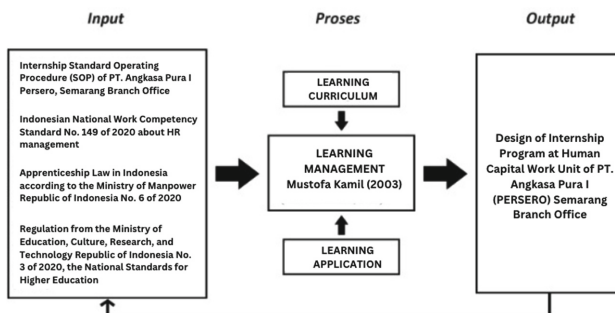 Input
Internship Standard Operating
Procedure (SOP) of PT. Angkasa Pura I
Persero, Semarang Branch Office
Indonesian National Work Competency
Standard No. 149 of 2020 about HR
management
Apprenticeship Law in Indonesia
according to the Ministry of Manpower
Republic of Indonesia No. 6 of 2020
Regulation from the Ministry of
Education, Culture, Research, and
Technology Republic of Indonesia No.
3 of 2020, the National Standards for
Higher Education
Proses
LEARNING
CURRICULUM
LEARNING
MANAGEMENT
Mustofa Kamil (2003)
LEARNING
APPLICATION
Output
Design of Internship
Program at Human
Capital Work Unit of PT.
Angkasa Pura I
(PERSERO) Semarang
Branch Office